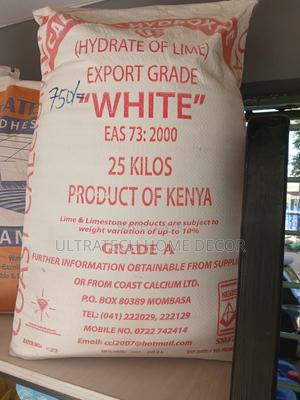 CALCIUM HYDROXIDE
(HYDRATE OF LIME)
EXPORT GRADE
750/=
"WHITE"
EAS 73: 2000
25 KILOS
PRODUCT OF KENYA
Lime & Limestone products are subject to
weight variation of up-to 10%
ULTRATECH HOME DECOR
GRADE A
FURTHER INFORMATION OBTAINABLE FROM SUPPLI
OR FROM COAST CALCIUM LTD.
P.O. BOX 80389 MOMBASA
TEL: (041) 222029, 222129
MOBILE NO. 0722 742414
Email: ccl2007@hotmail.com